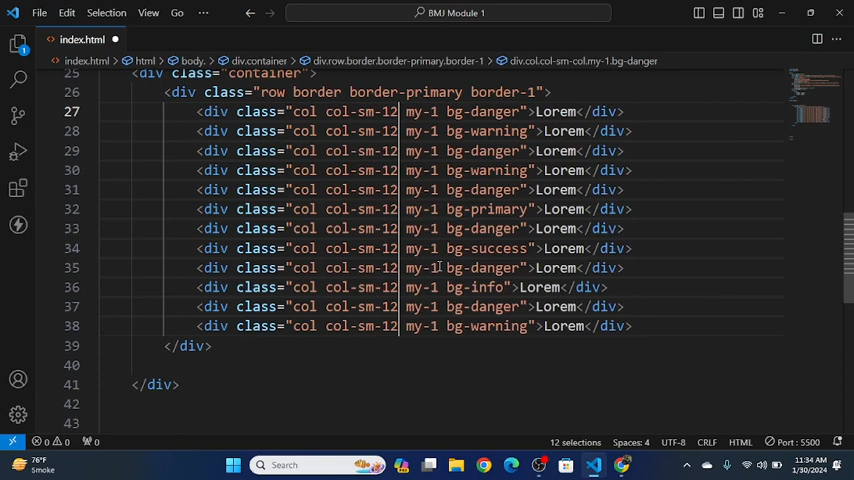 File Edit Selection View Go ··· BMJ Module 1
index.html
index.html > html > body. > div.container > div.row.border.border-primary.border-1 > div.col.col-sm-col.my-1.bg-danger
25 <div class="container">
26 <div class="row border border-primary border-1">
27 <div class="col col-sm-12 my-1 bg-danger">Lorem</div>
28 <div class="col col-sm-12 my-1 bg-warning">Lorem</div>
29 <div class="col col-sm-12 my-1 bg-danger">Lorem</div>
30 <div class="col col-sm-12 my-1 bg-warning">Lorem</div>
31 <div class="col col-sm-12 my-1 bg-danger">Lorem</div>
32 <div class="col col-sm-12 my-1 bg-primary">Lorem</div>
33 <div class="col col-sm-12 my-1 bg-danger">Lorem</div>
34 <div class="col col-sm-12 my-1 bg-success">Lorem</div>
35 <div class="col col-sm-12 my-1 bg-danger">Lorem</div>
36 <div class="col col-sm-12 my-1 bg-info">Lorem</div>
37 <div class="col col-sm-12 my-1 bg-danger">Lorem</div>
38 <div class="col col-sm-12 my-1 bg-warning">Lorem</div>
39 </div>
40
41 </div>
42
43
0 0 0 12 selections Spaces: 4 UTF-8 CRLF HTML Port : 5500
76°F
Smoke
Search
11:34 AM
1/30/2024